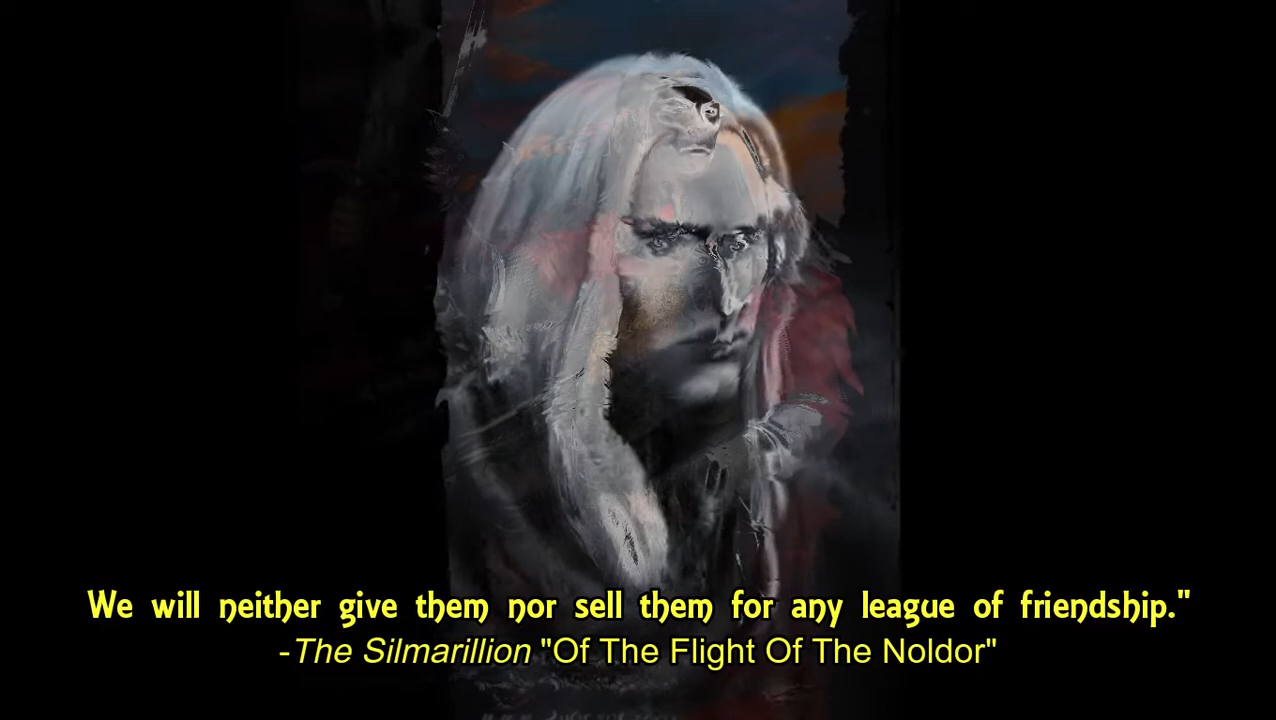 We will neither give them nor sell them for any league of friendship."
-The Silmarillion "Of The Flight Of The Noldor"